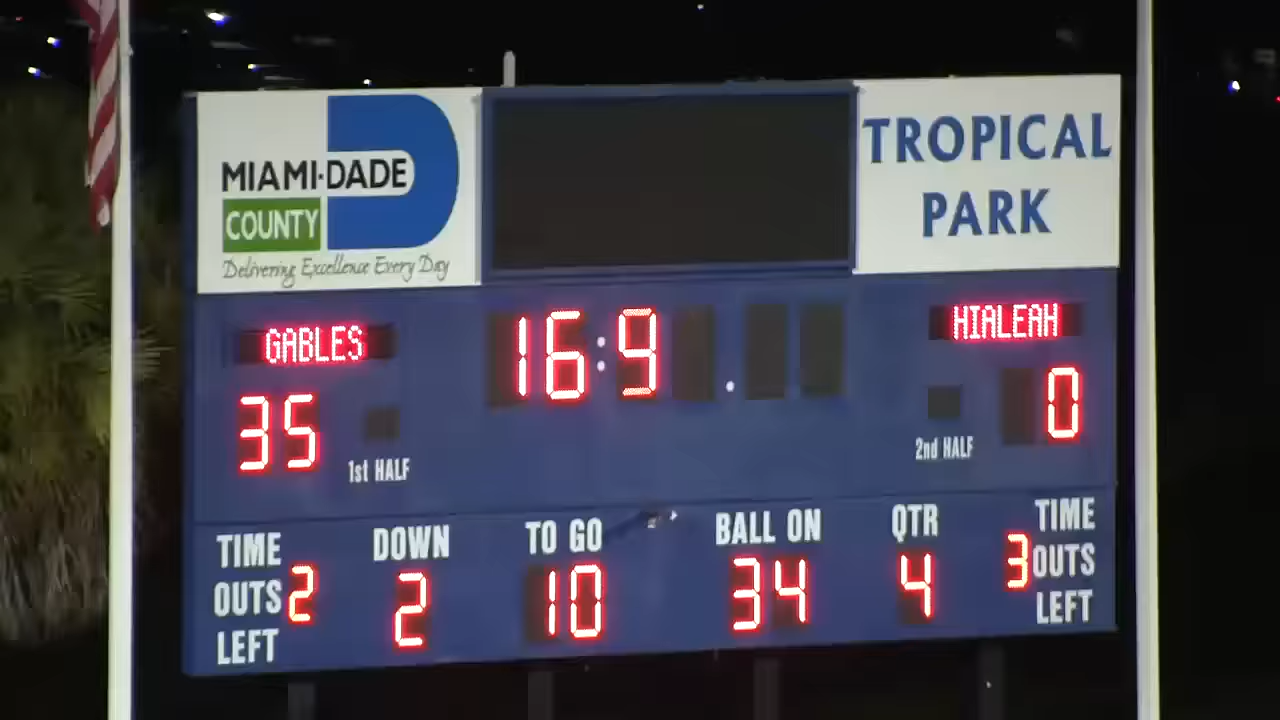 MIAMI·DADE
COUNTY
Delivering Excellence Every Day
TROPICAL
PARK
GABLES
16:9 .
HIALEAH
35
0
1st HALF
2nd HALF
TIME
OUTS 2
LEFT
DOWN
2
TO GO
10
BALL ON
34
QTR
4
TIME
3 OUTS
LEFT